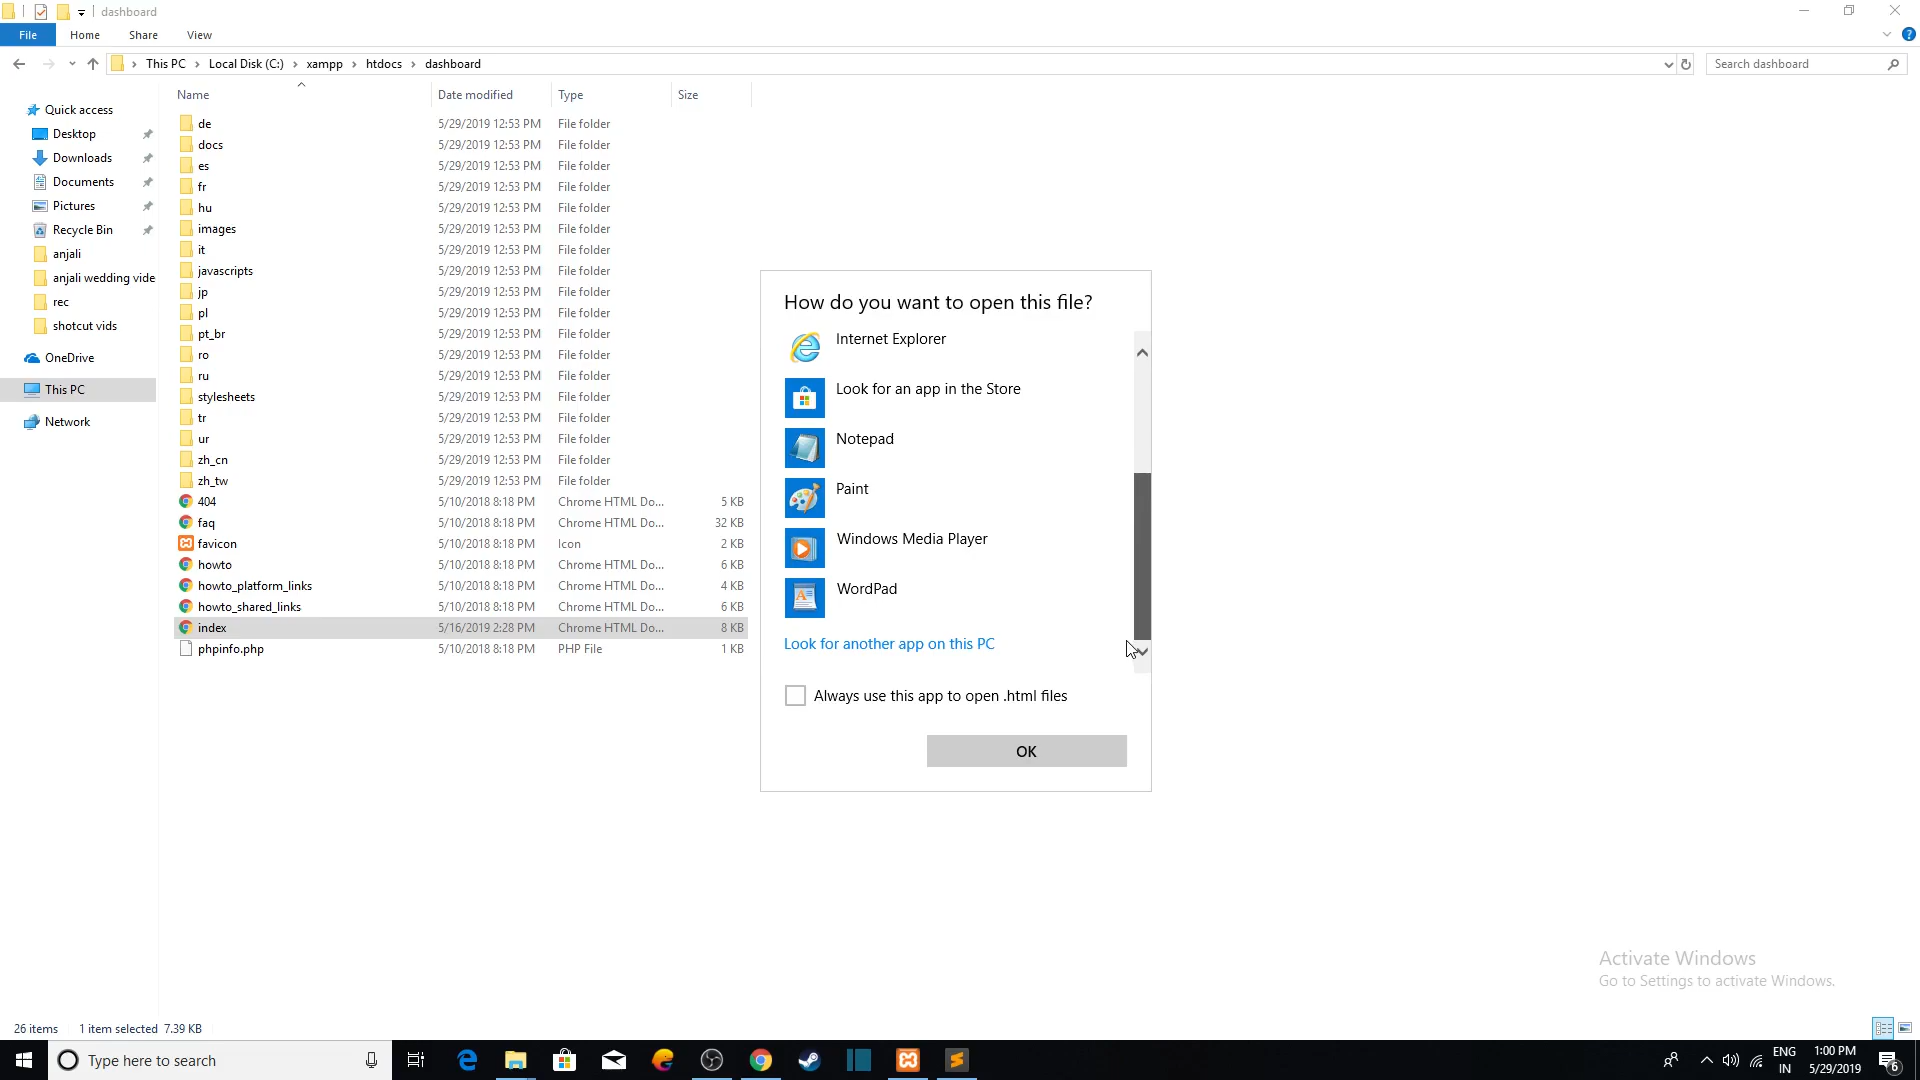 dashboard
File Home Share View
This PC Local Disk (C:) xampp htdocs dashboard Search dashboard
Name Date modified Type Size
Quick access
Desktop
Downloads
Documents
Pictures
Recycle Bin
anjali
anjali wedding vide
rec
shotcut vids
OneDrive
This PC
Network
de 5/29/2019 12:53 PM File folder
docs 5/29/2019 12:53 PM File folder
es 5/29/2019 12:53 PM File folder
fr 5/29/2019 12:53 PM File folder
hu 5/29/2019 12:53 PM File folder
images 5/29/2019 12:53 PM File folder
it 5/29/2019 12:53 PM File folder
javascripts 5/29/2019 12:53 PM File folder
jp 5/29/2019 12:53 PM File folder
pl 5/29/2019 12:53 PM File folder
pt_br 5/29/2019 12:53 PM File folder
ro 5/29/2019 12:53 PM File folder
ru 5/29/2019 12:53 PM File folder
stylesheets 5/29/2019 12:53 PM File folder
tr 5/29/2019 12:53 PM File folder
ur 5/29/2019 12:53 PM File folder
zh_cn 5/29/2019 12:53 PM File folder
zh_tw 5/29/2019 12:53 PM File folder
404 5/10/2018 8:18 PM Chrome HTML Do... 5 KB
faq 5/10/2018 8:18 PM Chrome HTML Do... 32 KB
favicon 5/10/2018 8:18 PM Icon 2 KB
howto 5/10/2018 8:18 PM Chrome HTML Do... 6 KB
howto_platform_links 5/10/2018 8:18 PM Chrome HTML Do... 4 KB
howto_shared_links 5/10/2018 8:18 PM Chrome HTML Do... 6 KB
index 5/16/2019 2:28 PM Chrome HTML Do... 8 KB
phpinfo.php 5/10/2018 8:18 PM PHP File 1 KB
How do you want to open this file?
Internet Explorer
Look for an app in the Store
Notepad
Paint
Windows Media Player
WordPad
Look for another app on this PC
Always use this app to open .html files
OK
Activate Windows
Go to Settings to activate Windows.
26 items 1 item selected 7.39 KB
Type here to search
ENG
IN
1:00 PM
5/29/2019
6